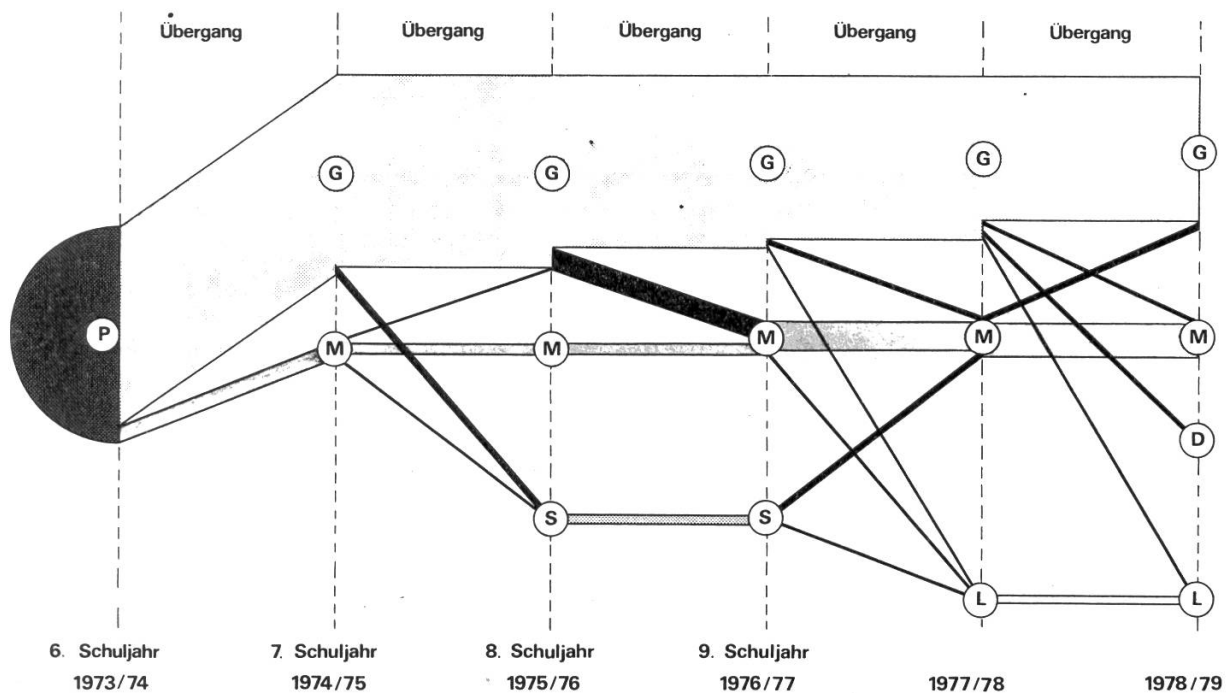 Übergang Übergang Übergang Übergang Übergang
G G G G G
P M M M M M
D
S S
L L
6. Schuljahr 7. Schuljahr 8. Schuljahr 9. Schuljahr
1973/74 1974/75 1975/76 1976/77 1977/78 1978/79